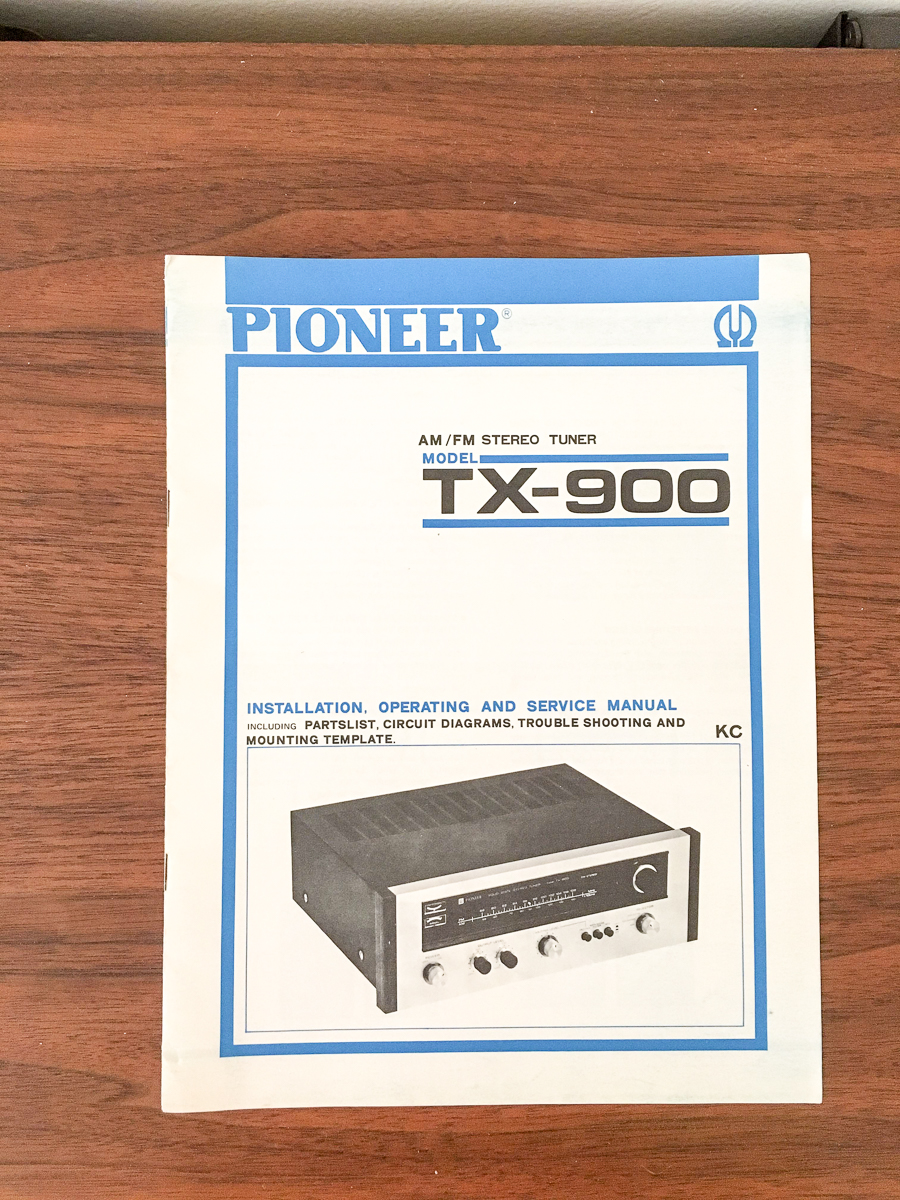 PIONEER®
AM/FM STEREO TUNER
MODEL
TX-900
INSTALLATION, OPERATING AND SERVICE MANUAL
INCLUDING PARTSLIST, CIRCUIT DIAGRAMS, TROUBLE SHOOTING AND
MOUNTING TEMPLATE.
KC
PIONEER